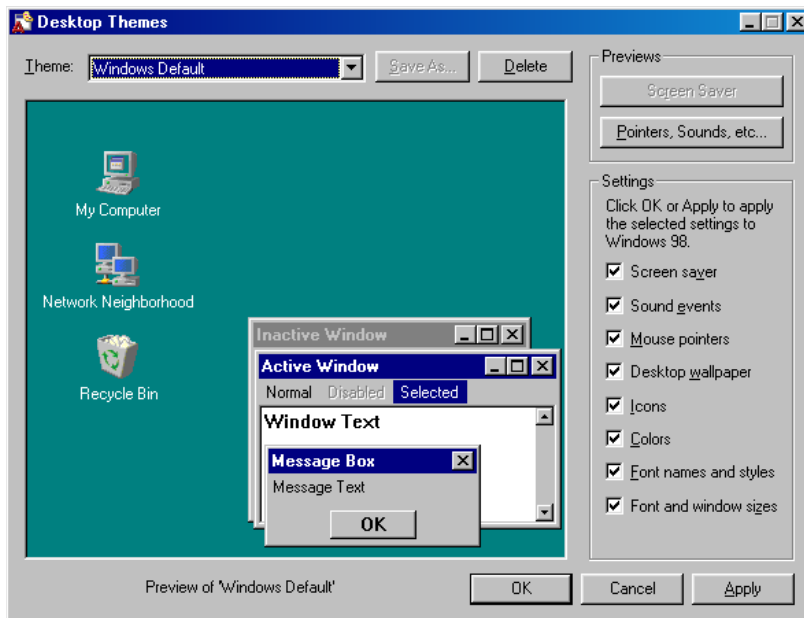 Desktop Themes
Theme:
Windows Default
Save As...
Delete
Previews
Screen Saver
Pointers, Sounds, etc...
My Computer
Network Neighborhood
Recycle Bin
Inactive Window
Active Window
Normal Disabled Selected
Window Text
Message Box
Message Text
OK
Settings
Click OK or Apply to apply
the selected settings to
Windows 98.
Screen saver
Sound events
Mouse pointers
Desktop wallpaper
Icons
Colors
Font names and styles
Font and window sizes
Preview of 'Windows Default'
OK
Cancel
Apply